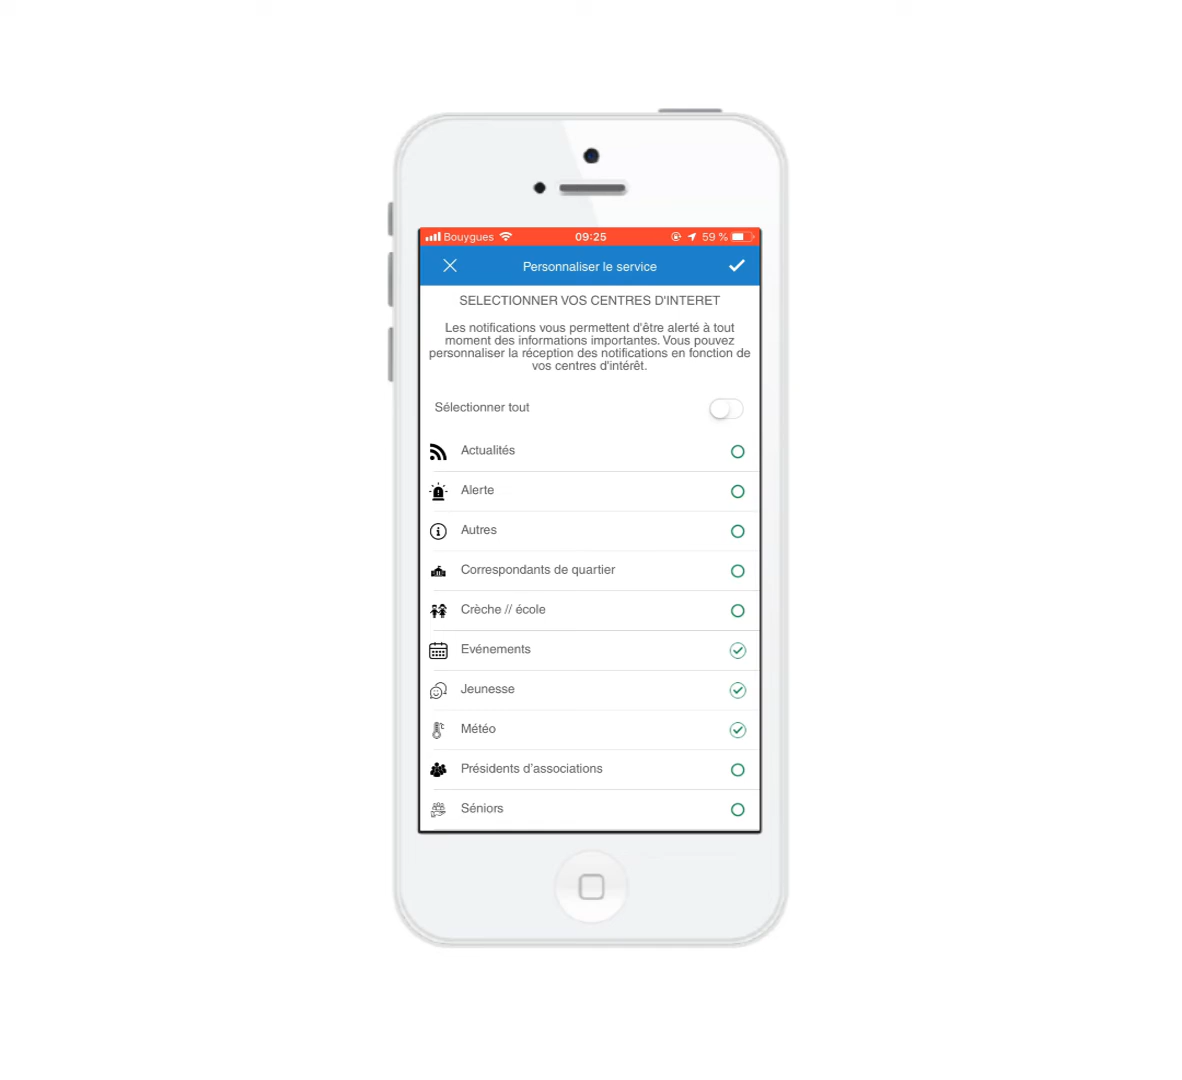 Bouygues 09:25 59 %
Personnaliser le service
SELECTIONNER VOS CENTRES D'INTERET
Les notifications vous permettent d'être alerté à tout
moment des informations importantes. Vous pouvez
personnaliser la réception des notifications en fonction de
vos centres d'intérêt.
Sélectionner tout
Actualités
Alerte
Autres
Correspondants de quartier
Crèche // école
Evénements
Jeunesse
Météo
Présidents d'associations
Séniors